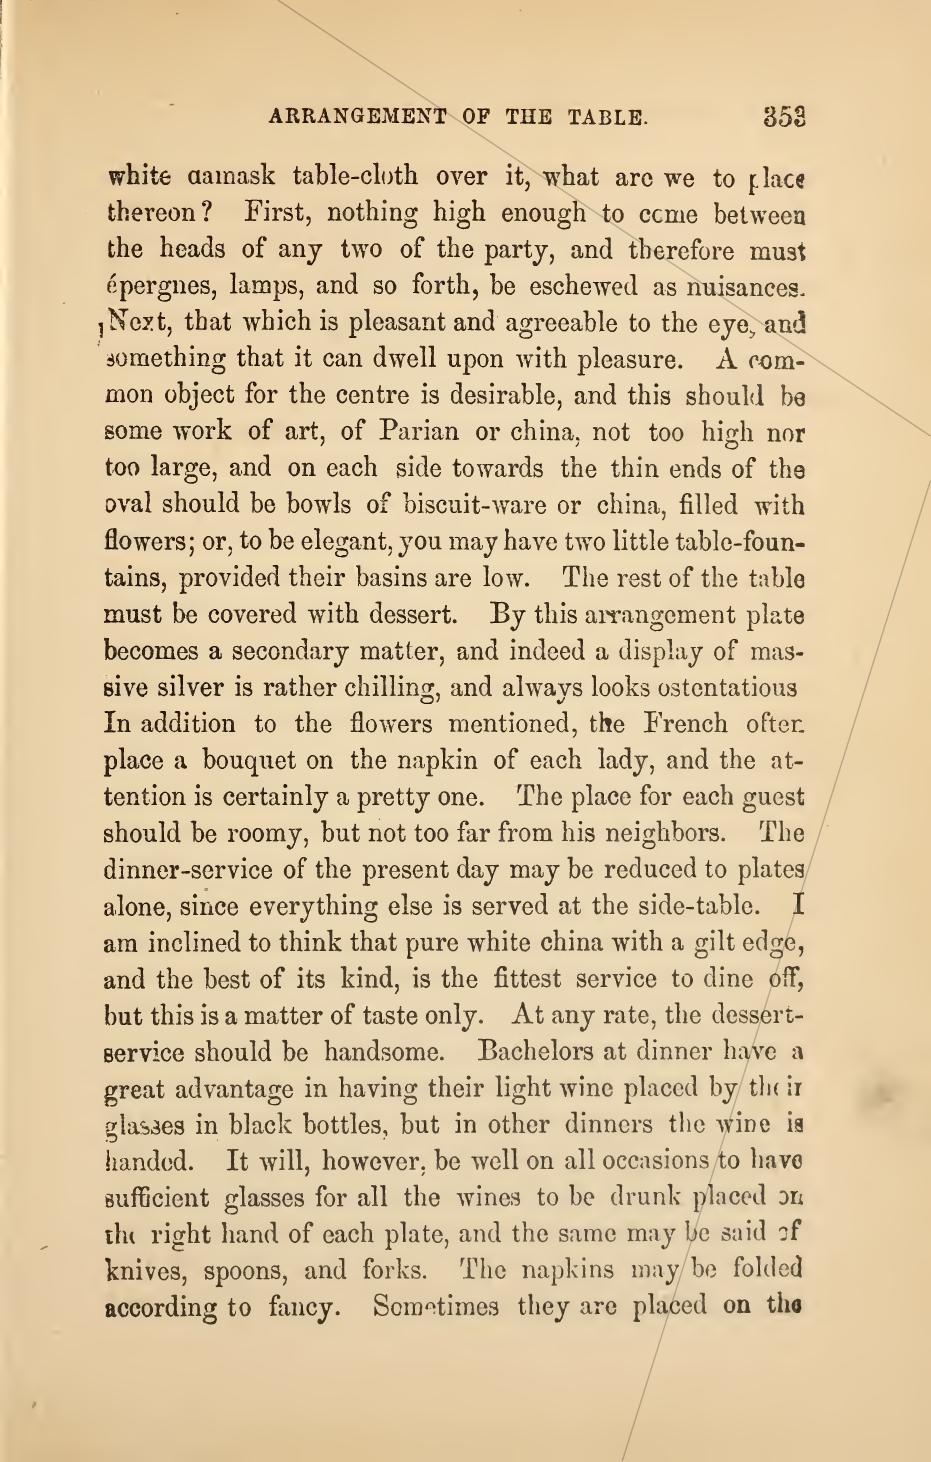 ARRANGEMENT OF THE TABLE. 353
white damask table-cloth over it, what are we to place
thereon? First, nothing high enough to come between
the heads of any two of the party, and therefore must
épergnes, lamps, and so forth, be eschewed as nuisances.
Next, that which is pleasant and agreeable to the eye, and
something that it can dwell upon with pleasure. A com-
mon object for the centre is desirable, and this should be
some work of art, of Parian or china, not too high nor
too large, and on each side towards the thin ends of the
oval should be bowls of biscuit-ware or china, filled with
flowers; or, to be elegant, you may have two little table-foun-
tains, provided their basins are low. The rest of the table
must be covered with dessert. By this arrangement plate
becomes a secondary matter, and indeed a display of mas-
sive silver is rather chilling, and always looks ostentatious
In addition to the flowers mentioned, the French often
place a bouquet on the napkin of each lady, and the at-
tention is certainly a pretty one. The place for each guest
should be roomy, but not too far from his neighbors. The
dinner-service of the present day may be reduced to plates
alone, since everything else is served at the side-table. I
am inclined to think that pure white china with a gilt edge,
and the best of its kind, is the fittest service to dine off,
but this is a matter of taste only. At any rate, the dessert-
service should be handsome. Bachelors at dinner have a
great advantage in having their light wine placed by their
glasses in black bottles, but in other dinners the wine is
handed. It will, however, be well on all occasions to have
sufficient glasses for all the wines to be drunk placed on
the right hand of each plate, and the same may be said of
knives, spoons, and forks. The napkins may be folded
according to fancy. Sometimes they are placed on the